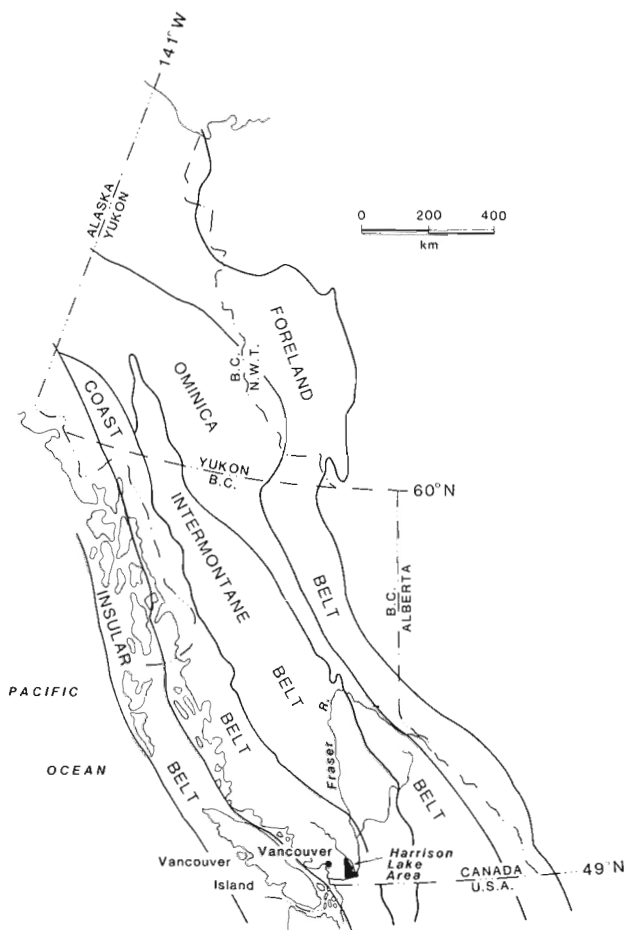 141°W
ALASKA
YUKON
0 200 400
km
FORELAND
B.C.
N.W.T.
OMINICA
COAST
YUKON
B.C.
60°N
INTERMONTANE
BELT
B.C.
ALBERTA
INSULAR
BELT
PACIFIC
OCEAN
BELT
BELT
Fraser R.
BELT
Vancouver
Island
Vancouver
Harrison
Lake
Area
CANADA
U.S.A.
49°N